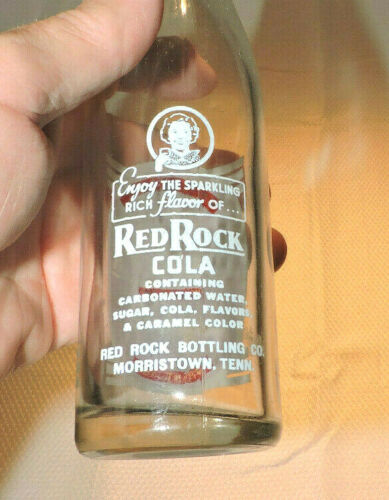 Enjoy THE SPARKLING
RICH flavor OF...
RED ROCK
COLA
CONTAINING
CARBONATED WATER,
SUGAR, COLA, FLAVORS
& CARAMEL COLOR
RED ROCK BOTTLING CO.
MORRISTOWN, TENN.